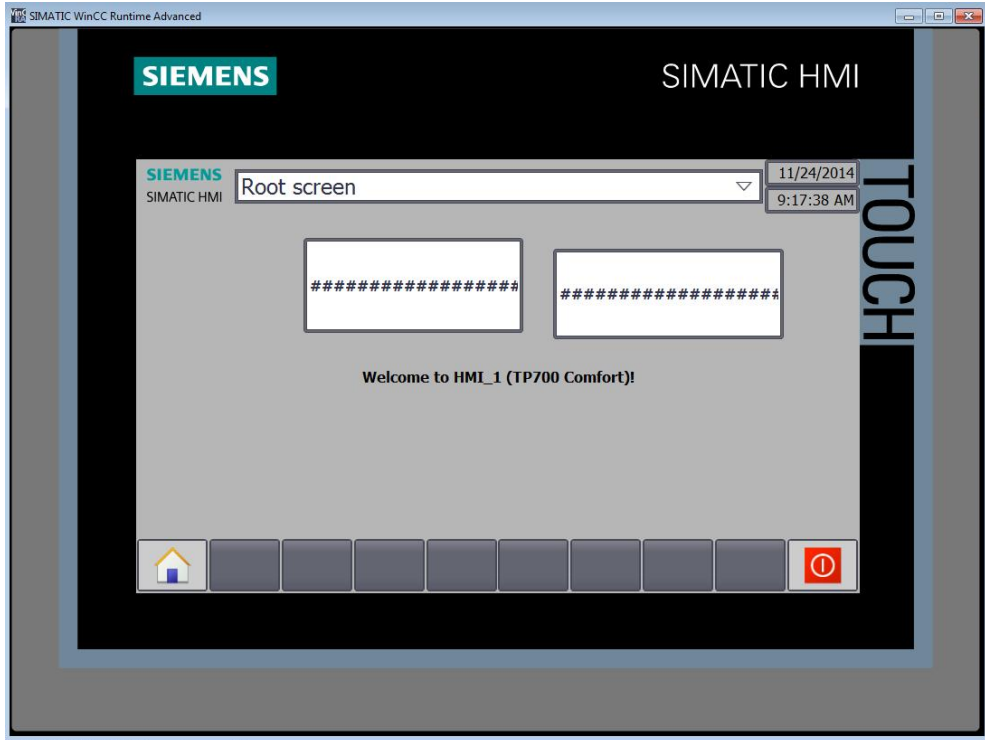 SIMATIC WinCC Runtime Advanced
SIEMENS
SIMATIC HMI
SIEMENS
SIMATIC HMI
Root screen
11/24/2014
9:17:38 AM
TOUCH
##################
###################
Welcome to HMI_1 (TP700 Comfort)!